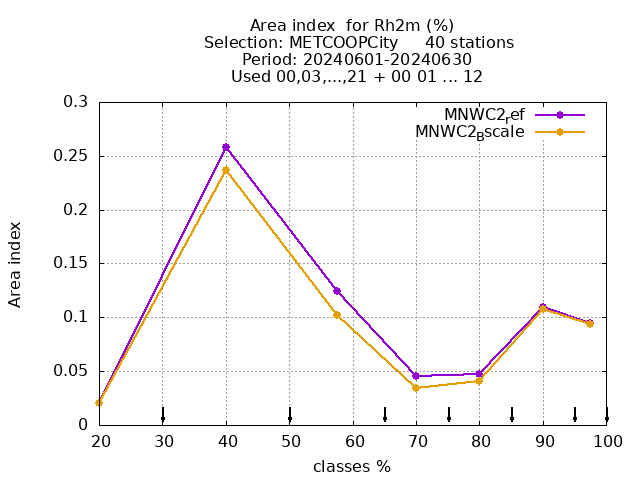 Area index  for Rh2m (%)
Selection: METCOOPCity     40 stations
Period: 20240601-20240630
Used 00,03,...,21 + 00 01 ... 12
MNWC2ref
MNWC2Bscale
0.3
0.25
0.2
0.15
0.1
0.05
0
Area index
20 30 40 50 60 70 80 90 100
classes %